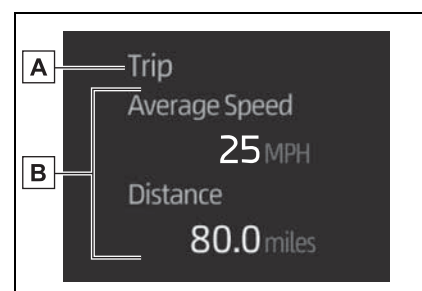 A
Trip
Average Speed
25 MPH
B
Distance
80.0 miles